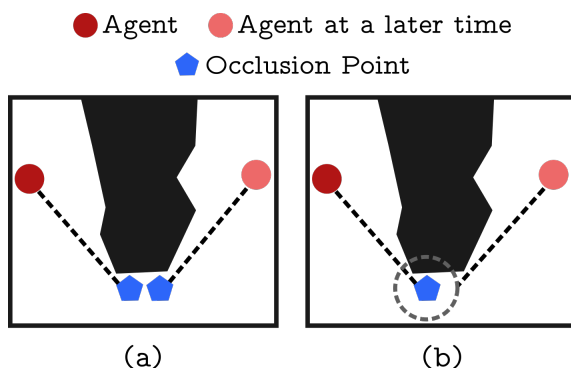 Agent Agent at a later time
Occlusion Point
(a) (b)